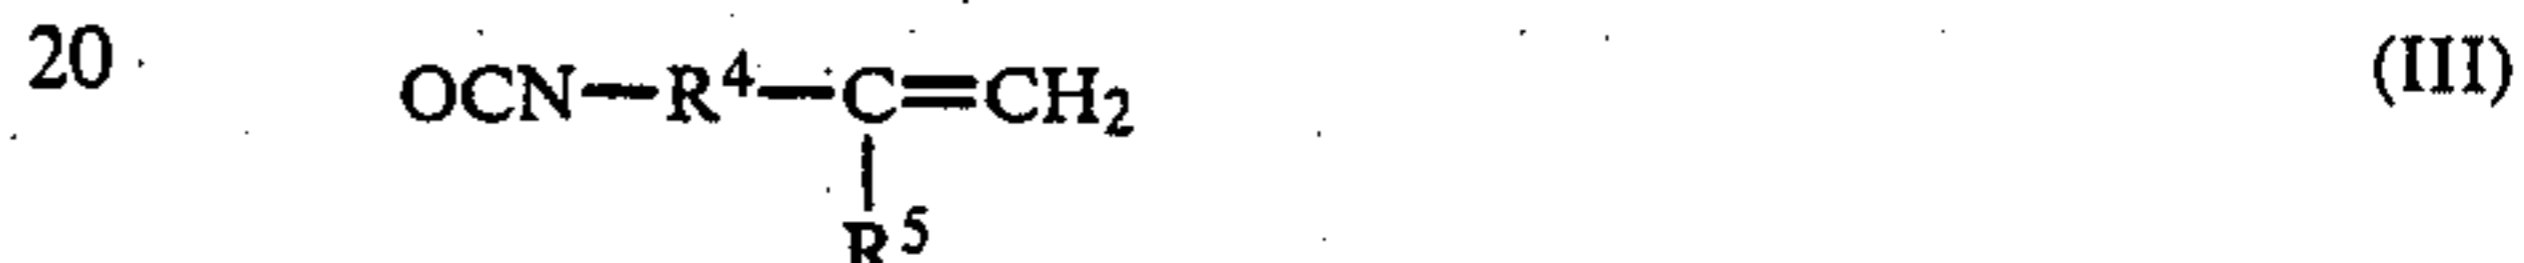 20 OCN—R⁴—C=CH₂ (III)
R⁵